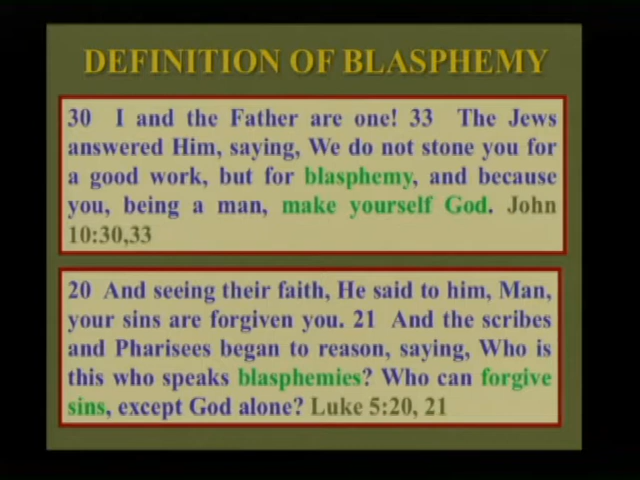 DEFINITION OF BLASPHEMY
30 I and the Father are one! 33 The Jews
answered Him, saying, We do not stone you for
a good work, but for blasphemy, and because
you, being a man, make yourself God. John
10:30,33
20 And seeing their faith, He said to him, Man,
your sins are forgiven you. 21 And the scribes
and Pharisees began to reason, saying, Who is
this who speaks blasphemies? Who can forgive
sins, except God alone? Luke 5:20, 21